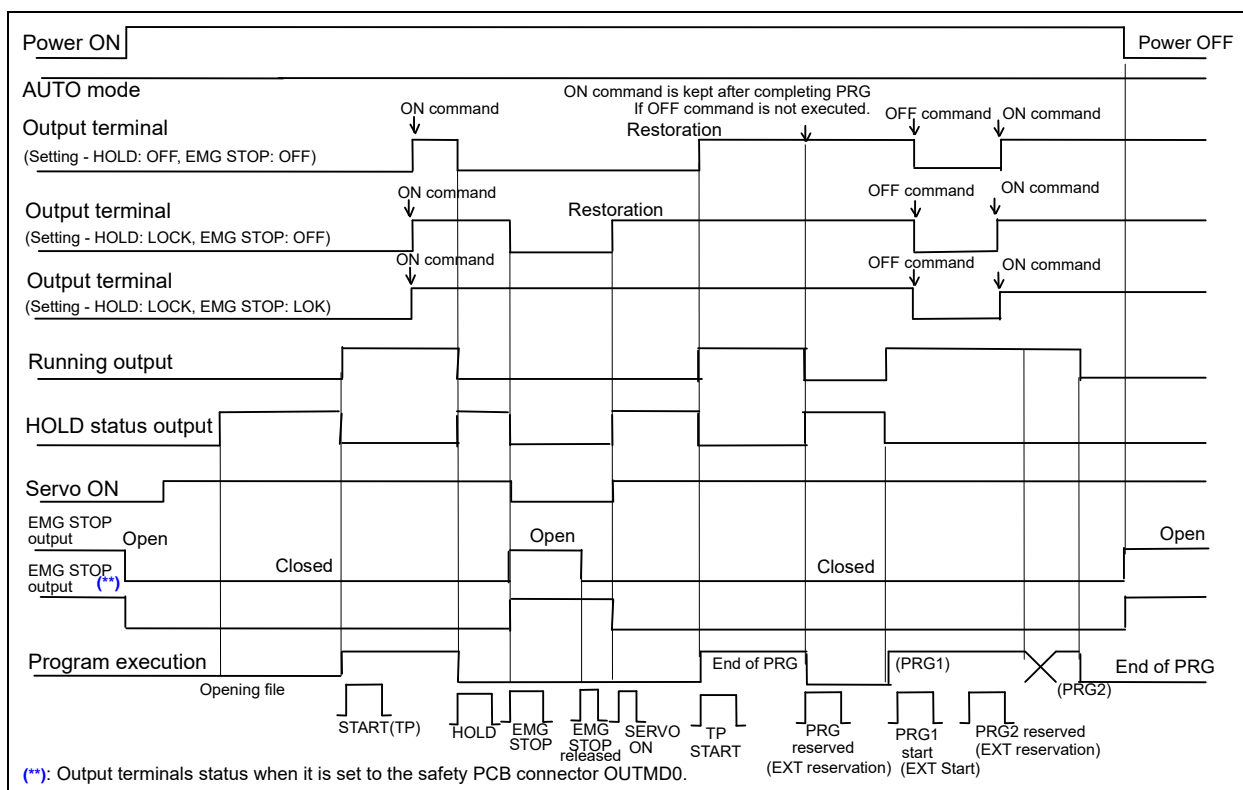 Power ON
Power OFF
AUTO mode
ON command is kept after completing PRG
If OFF command is not executed.
ON command
OFF command
ON command
Output terminal
Restoration
(Setting - HOLD: OFF, EMG STOP: OFF)
ON command
OFF command
ON command
Output terminal
Restoration
(Setting - HOLD: LOCK, EMG STOP: OFF)
ON command
OFF command
ON command
Output terminal
(Setting - HOLD: LOCK, EMG STOP: LOK)
Running output
HOLD status output
Servo ON
EMG STOP
output
Open
Open
Open
Closed
Closed
EMG STOP
output (**)
Program execution
End of PRG
(PRG1)
(PRG2)
End of PRG
Opening file
START(TP)
HOLD
EMG
STOP
EMG
STOP
released
SERVO
ON
TP
START
PRG
reserved
(EXT reservation)
PRG1
start
(EXT Start)
PRG2 reserved
(EXT reservation)
(**): Output terminals status when it is set to the safety PCB connector OUTMD0.